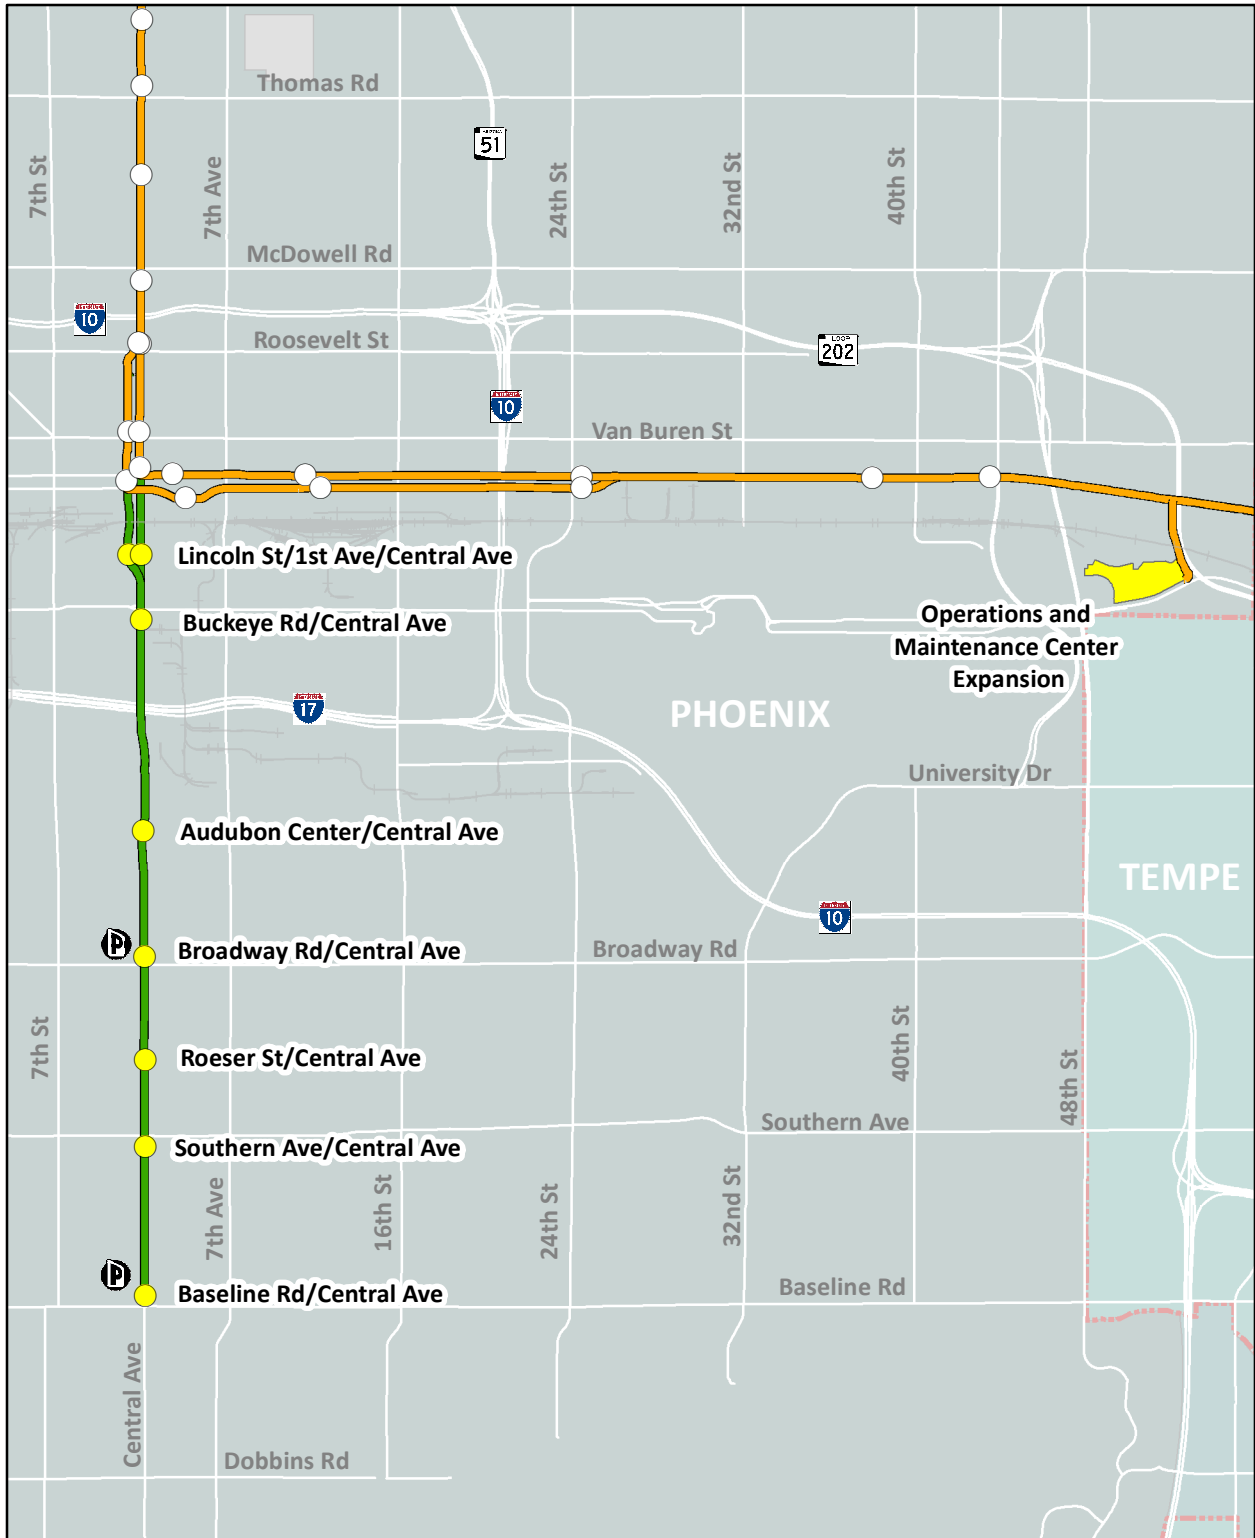 Thomas Rd
51
7th St
7th Ave
24th St
32nd St
40th St
McDowell Rd
10
Roosevelt St
LOOP
202
10
Van Buren St
Lincoln St/1st Ave/Central Ave
Buckeye Rd/Central Ave
Operations and
Maintenance Center
Expansion
17
PHOENIX
University Dr
Audubon Center/Central Ave
TEMPE
10
P
Broadway Rd/Central Ave
Broadway Rd
7th St
Roeser St/Central Ave
40th St
48th St
Southern Ave
Southern Ave/Central Ave
7th Ave
16th St
24th St
32nd St
P
Baseline Rd/Central Ave
Baseline Rd
Central Ave
Dobbins Rd